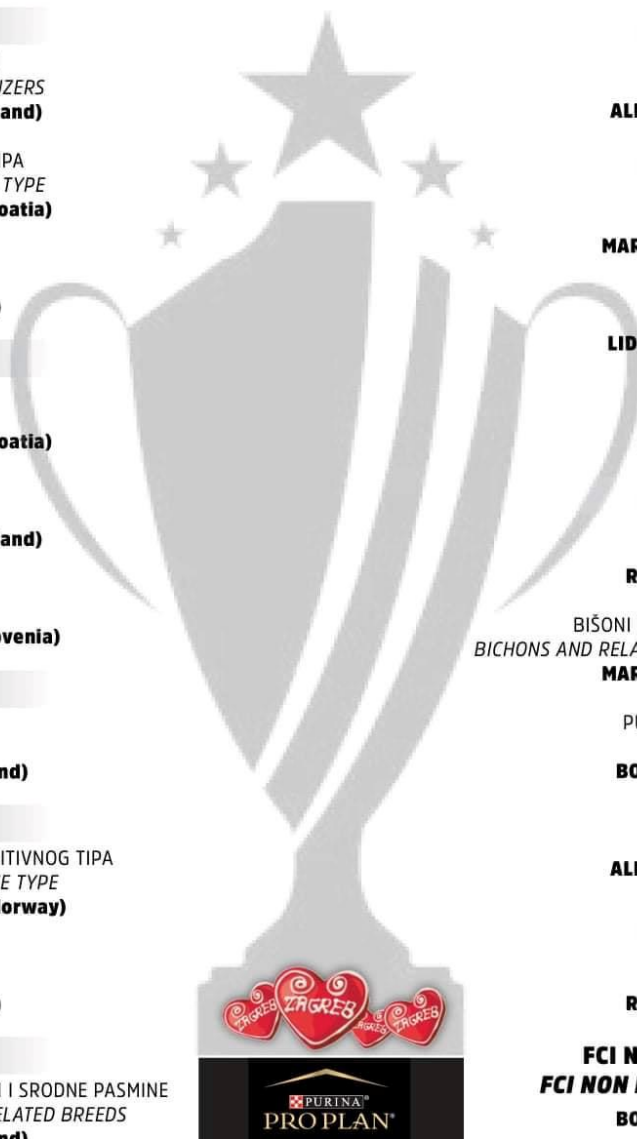 IZERS
and)
IPA
TYPE
oatia)
)
oatia)
and)
venia)
nd)
ITIVNOG TIPA
E TYPE
lorway)
)
I I SRODNE PASMINE
ELATED BREEDS
nd)
ALI
MAR
LID
R
BIŠONI
BICHONS AND RELA
MAR
PU
BO
ALI
R
FCI N
FCI NON
BO
ZAGREB
ZAGREB
ZAGREB
ZAGREB
PURINA®
PRO PLAN®